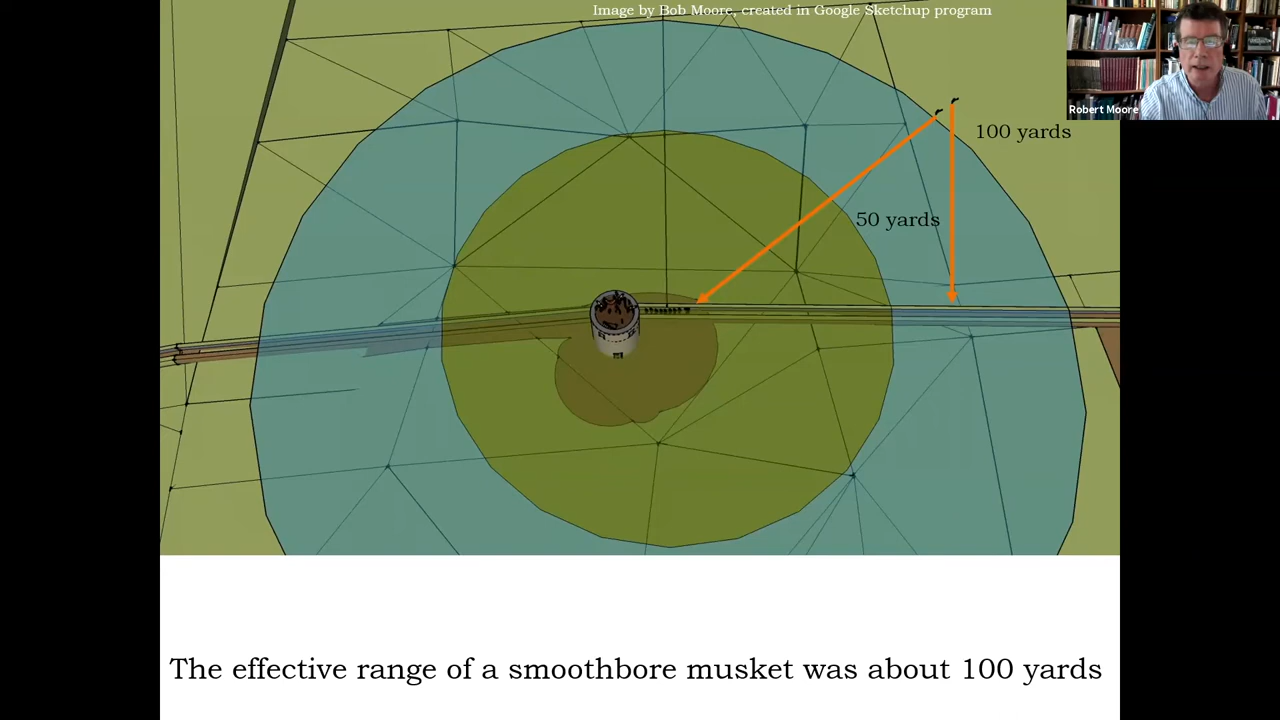 Image by Bob Moore, created in Google Sketchup program
Robert Moore
100 yards
50 yards
The effective range of a smoothbore musket was about 100 yards